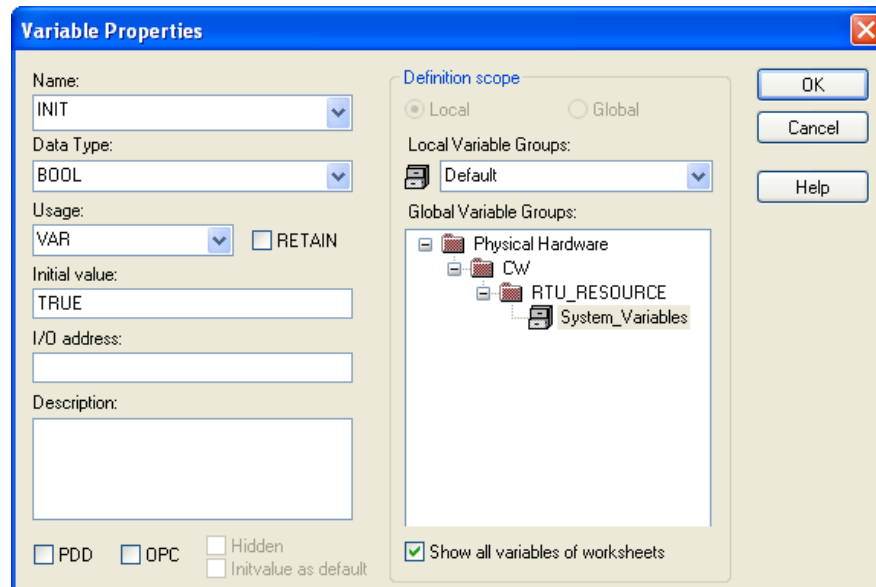 Variable Properties
Name:
INIT
Data Type:
BOOL
Usage:
VAR
RETAIN
Initial value:
TRUE
I/O address:
Description:
PDD
OPC
Hidden
Initvalue as default
Definition scope
Local
Global
Local Variable Groups:
Default
Global Variable Groups:
Physical Hardware
CW
RTU_RESOURCE
System_Variables
Show all variables of worksheets
OK
Cancel
Help